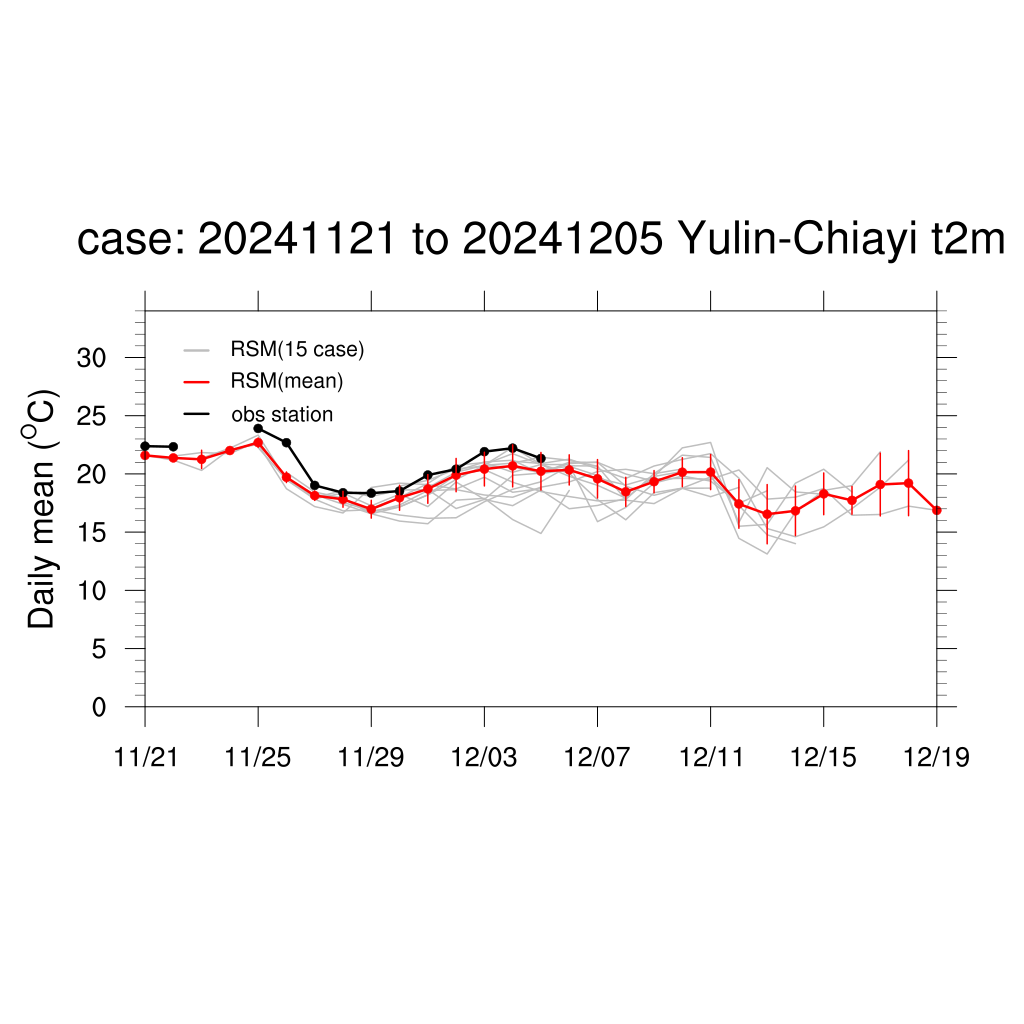 case: 20241121 to 20241205 Yulin-Chiayi t2m
RSM(15 case)
RSM(mean)
obs station
Daily mean (°C)
30
25
20
15
10
5
0
11/21 11/25 11/29 12/03 12/07 12/11 12/15 12/19